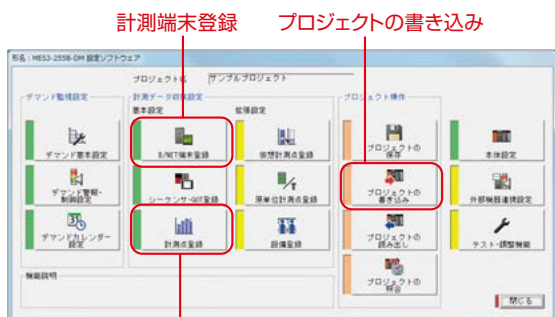 計測端末登録
プロジェクトの書き込み
形名：MES3-255B-DM 設定ソフトウェア
プロジェクト名 サンプルプロジェクト
デマンド監視設定
計測データ収集設定
プロジェクト操作
基本設定
拡張設定
デマンド基本設定
B/NET端末登録
仮想計測点登録
プロジェクトの
保存
本体設定
デマンド警報・
制御設定
シーケンサ・GOT登録
原単位計測点登録
プロジェクトの
書き込み
外部機器連携設定
デマンドカレンダー
設定
計測点登録
設備登録
プロジェクトの
読み出し
テスト・調整機能
機能説明
プロジェクトの
照合
閉じる